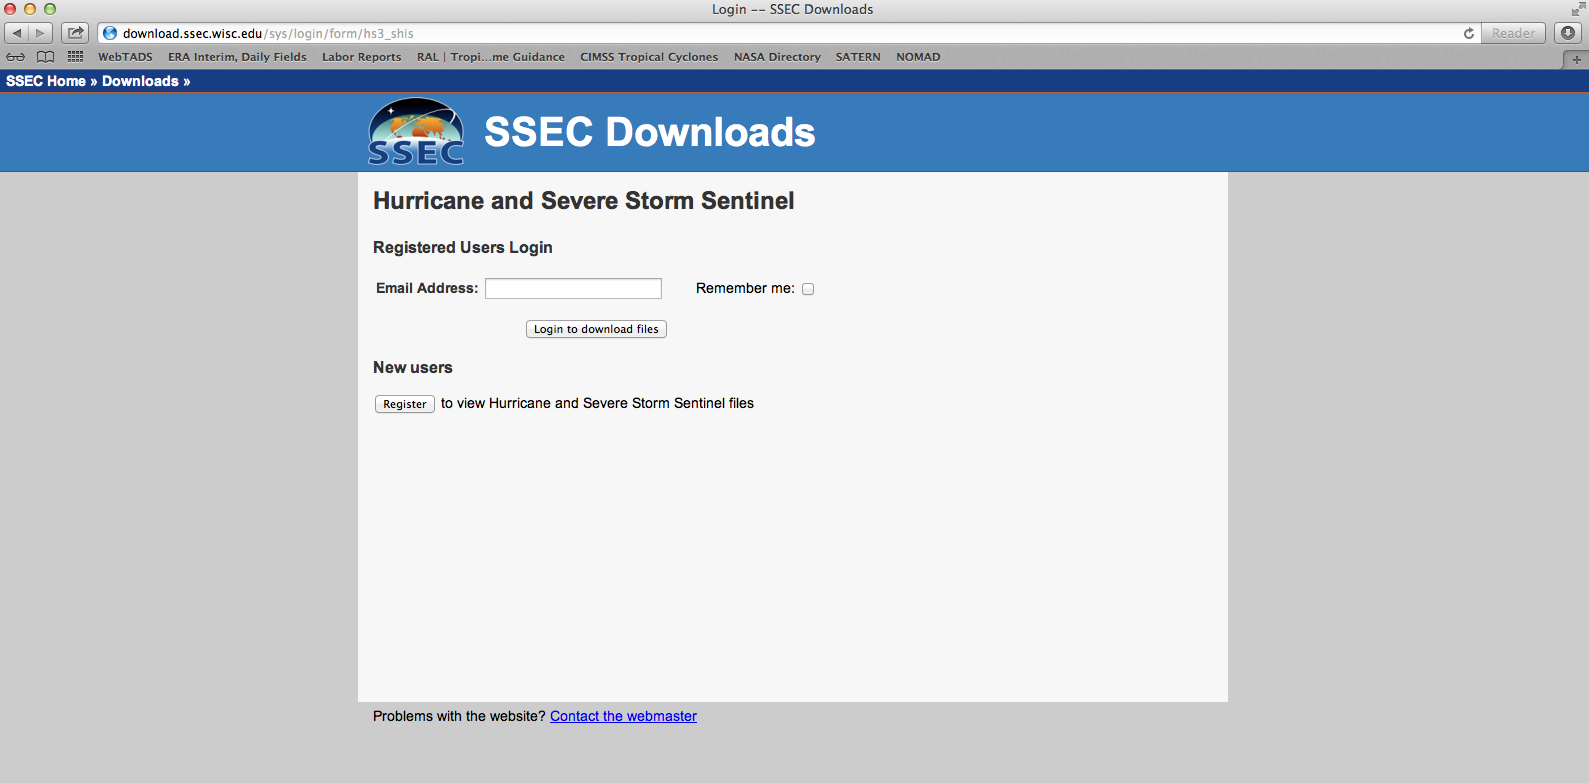 Login -- SSEC Downloads
download.ssec.wisc.edu/sys/login/form/hs3_shis
Reader
WebTADS ERA Interim, Daily Fields Labor Reports RAL | Tropi...me Guidance CIMSS Tropical Cyclones NASA Directory SATERN NOMAD
SSEC Home » Downloads »
SSEC
SSEC Downloads
Hurricane and Severe Storm Sentinel
Registered Users Login
Email Address: Remember me:
Login to download files
New users
Register to view Hurricane and Severe Storm Sentinel files
Problems with the website? Contact the webmaster